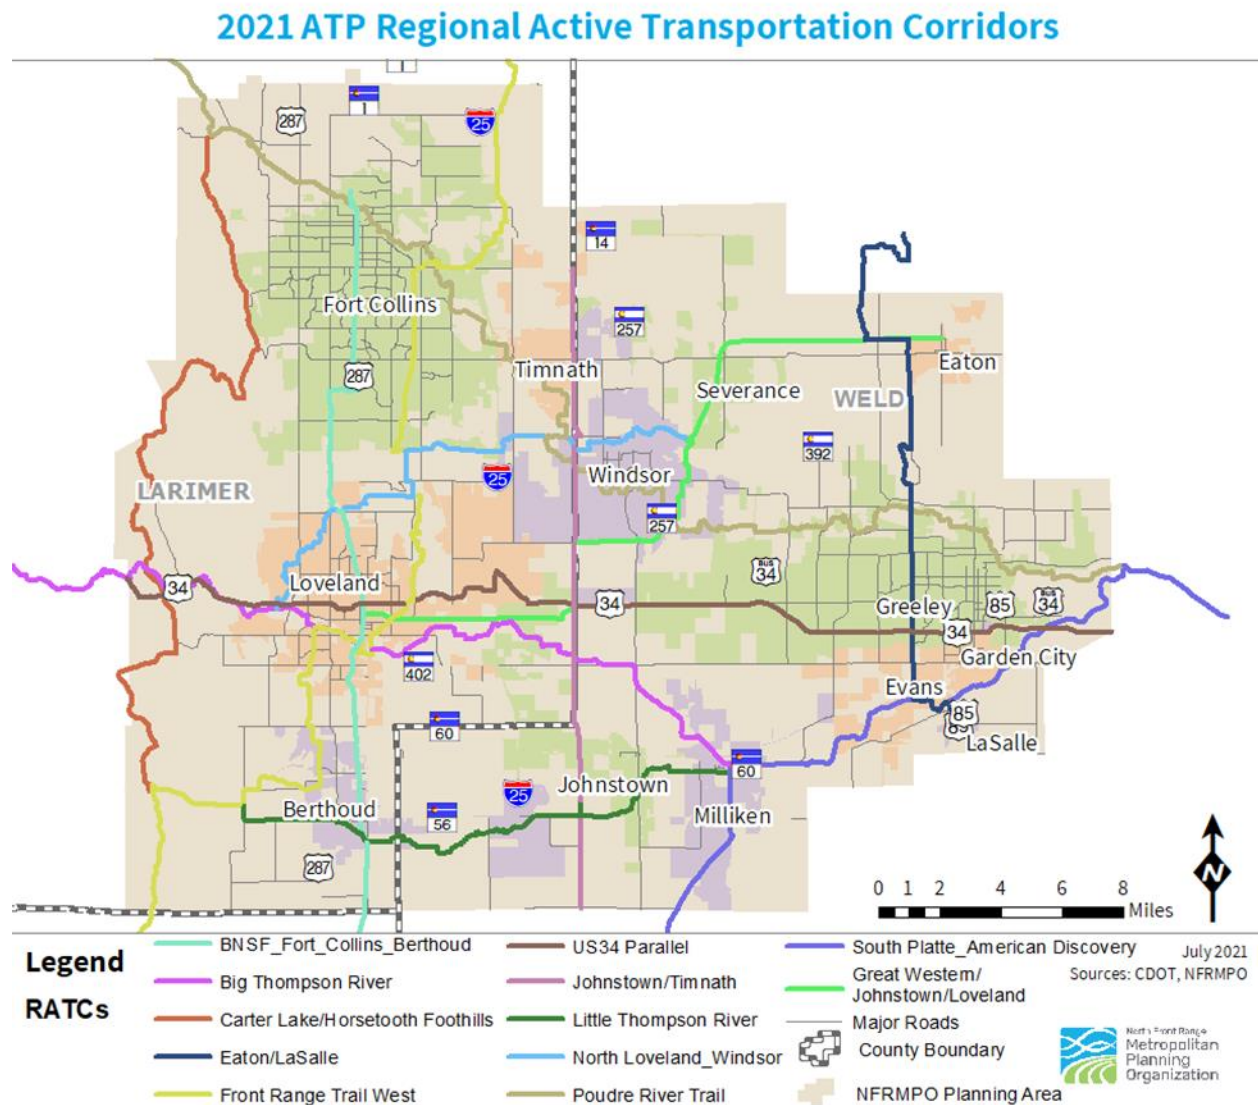 2021 ATP Regional Active Transportation Corridors
1
287
25
14
257
Fort Collins
287
Timnath
Severance
Eaton
WELD
392
LARIMER
25
Windsor
257
Loveland
34
34
BUS
34
Greeley
85
BUS
34
34
Garden City
402
Evans
60
85
LaSalle
60
Johnstown
25
Berthoud
56
Milliken
287
N
0 1 2 4 6 8
Miles
Legend
RATCs
BNSF_Fort_Collins_Berthoud
Big Thompson River
Carter Lake/Horsetooth Foothills
Eaton/LaSalle
Front Range Trail West
US34 Parallel
Johnstown/Timnath
Little Thompson River
North Loveland_Windsor
Poudre River Trail
South Platte_American Discovery
Great Western/
Johnstown/Loveland
Major Roads
County Boundary
NFRMPO Planning Area
July 2021
Sources: CDOT, NFRMPO
North Front Range
Metropolitan
Planning
Organization